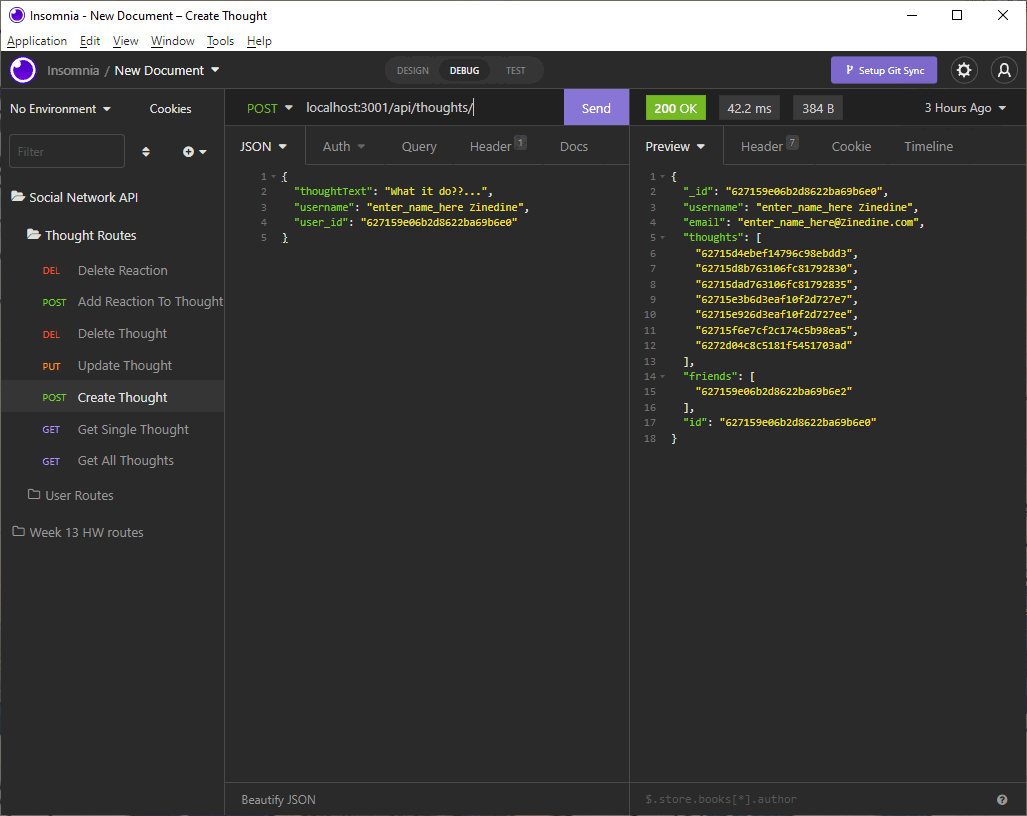 Insomnia - New Document – Create Thought
Application Edit View Window Tools Help
Insomnia / New Document
DESIGN DEBUG TEST
Setup Git Sync
No Environment Cookies
Filter
Social Network API
Thought Routes
DEL Delete Reaction
POST Add Reaction To Thought
DEL Delete Thought
PUT Update Thought
POST Create Thought
GET Get Single Thought
GET Get All Thoughts
User Routes
Week 13 HW routes
POST localhost:3001/api/thoughts/ Send
JSON Auth Query Header 1 Docs
1 {
2 "thoughtText": "What it do??...",
3 "username": "enter_name_here Zinedine",
4 "user_id": "627159e06b2d8622ba69b6e0"
5 }
Beautify JSON
200 OK 42.2 ms 384 B 3 Hours Ago
Preview Header 7 Cookie Timeline
1 {
2 "_id": "627159e06b2d8622ba69b6e0",
3 "username": "enter_name_here Zinedine",
4 "email": "enter_name_here@Zinedine.com",
5 "thoughts": [
6 "62715d4ebef14796c98ebdd3",
7 "62715d8b763106fc81792830",
8 "62715dad763106fc81792835",
9 "62715e3b6d3eaf10f2d727e7",
10 "62715e926d3eaf10f2d727ee",
11 "62715f6e7cf2c174c5b98ea5",
12 "6272d04c8c5181f5451703ad"
13 ],
14 "friends": [
15 "627159e06b2d8622ba69b6e2"
16 ],
17 "id": "627159e06b2d8622ba69b6e0"
18 }
$.store.books[*].author